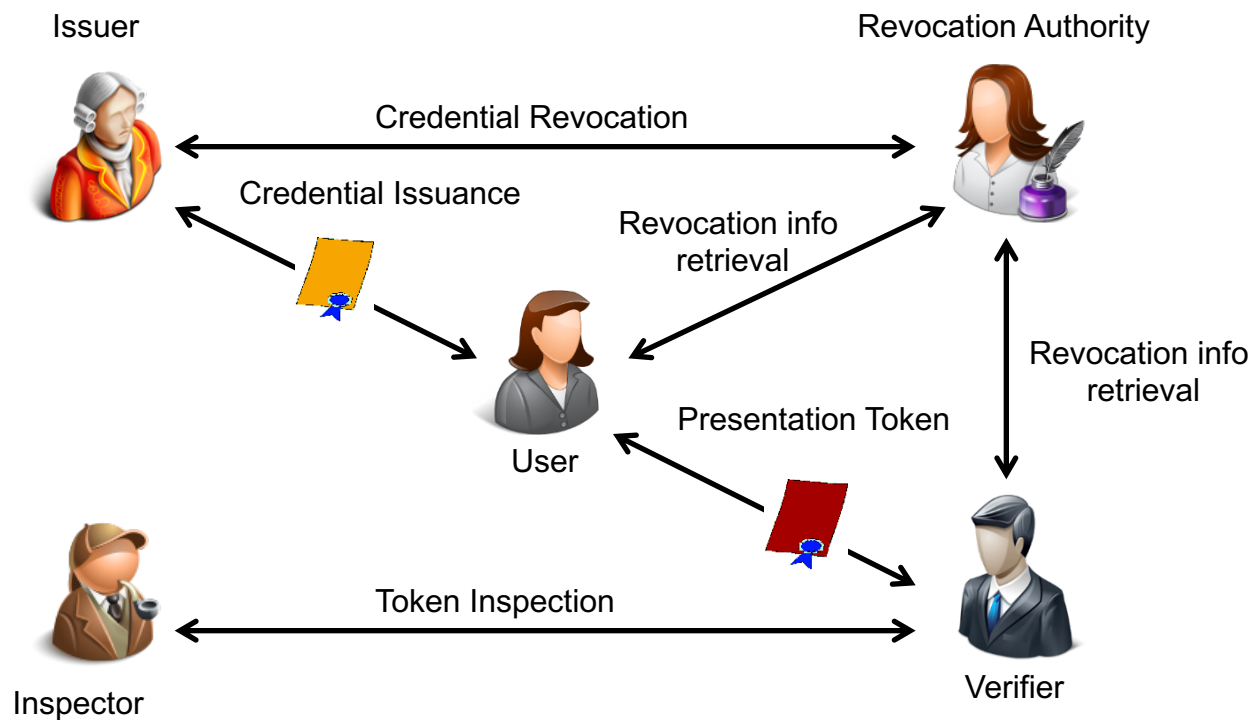 Issuer
Revocation Authority
Credential Revocation
Credential Issuance
Revocation info
retrieval
Revocation info
retrieval
Presentation Token
User
Token Inspection
Verifier
Inspector